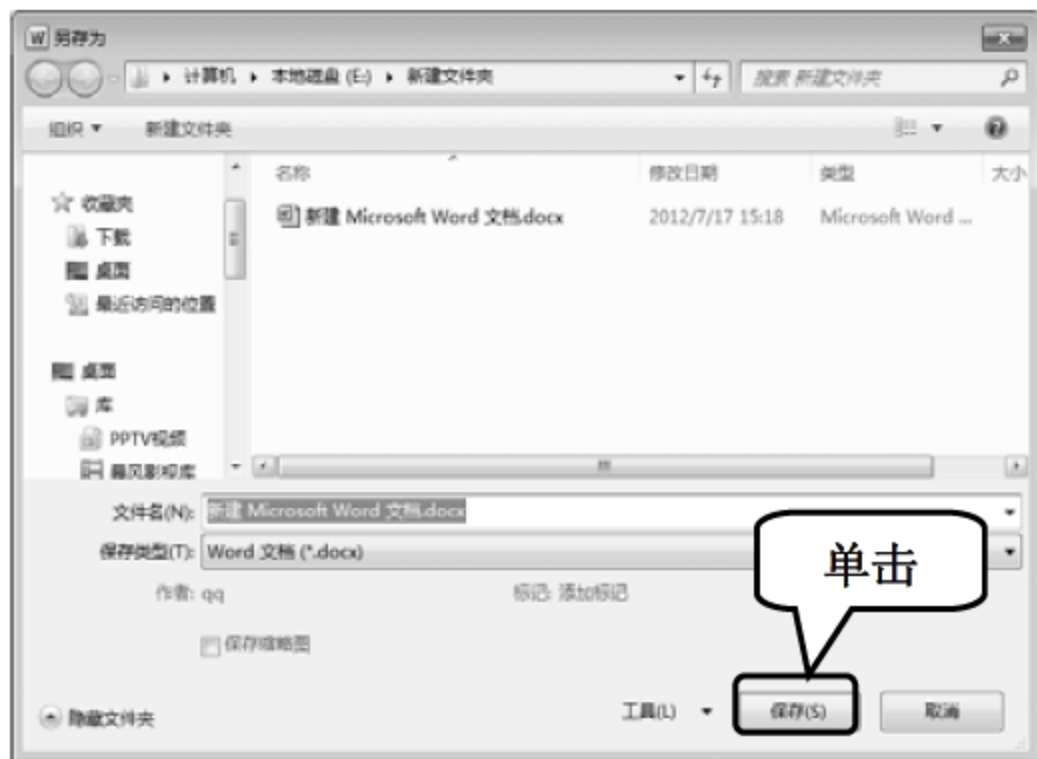 另存为
计算机 本地磁盘 (E:) 新建文件夹 搜索 新建文件夹
组织 新建文件夹
名称 修改日期 类型 大小
收藏夹
新建 Microsoft Word 文档.docx 2012/7/17 15:18 Microsoft Word ...
下载
桌面
最近访问的位置
桌面
库
PPTV视频
暴风影视库
文件名(N): 新建 Microsoft Word 文档.docx
保存类型(T): Word 文档 (*.docx)
单击
作者: qq 标记: 添加标记
保存缩略图
隐藏文件夹 工具(L) 保存(S) 取消